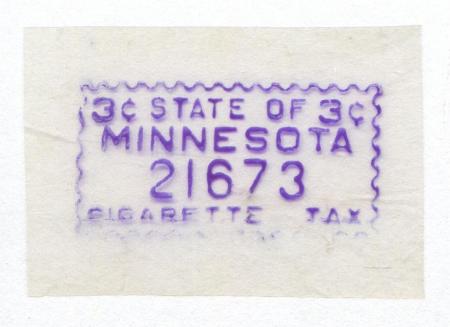 3¢ STATE OF 3¢
MINNESOTA
21673
CIGARETTE TAX